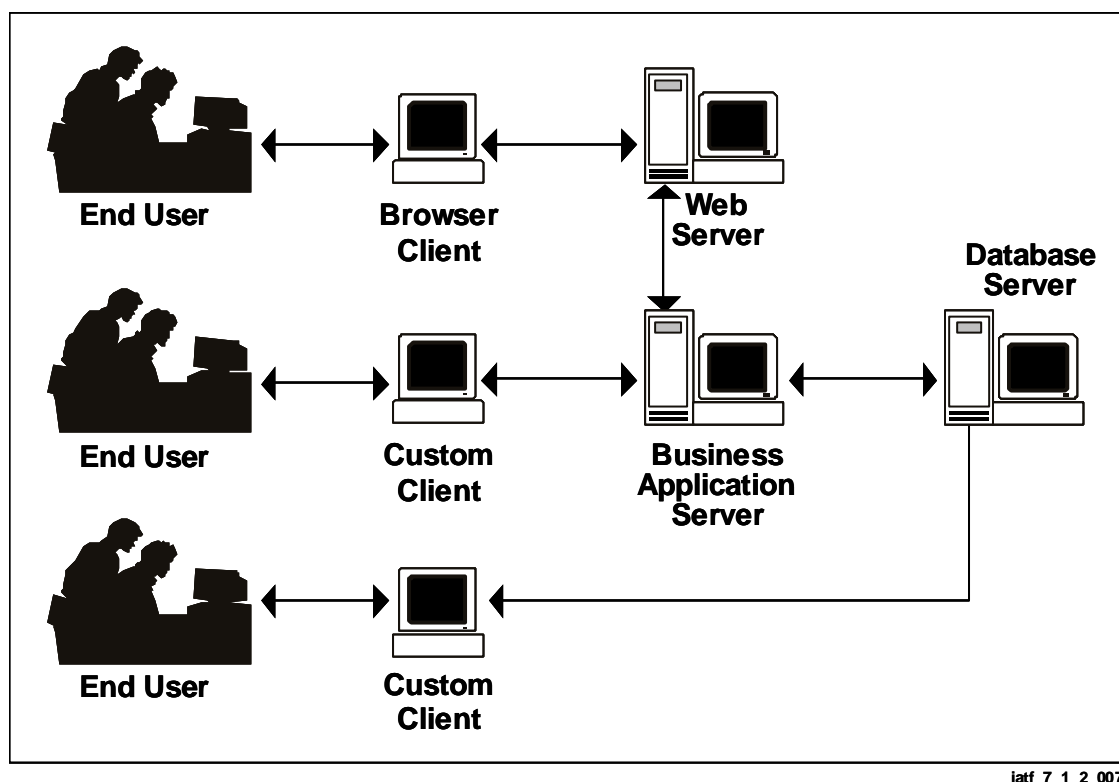 End User
Browser
Client
Web
Server
Database
Server
End User
Custom
Client
Business
Application
Server
End User
Custom
Client
iatf_7_1_2_007